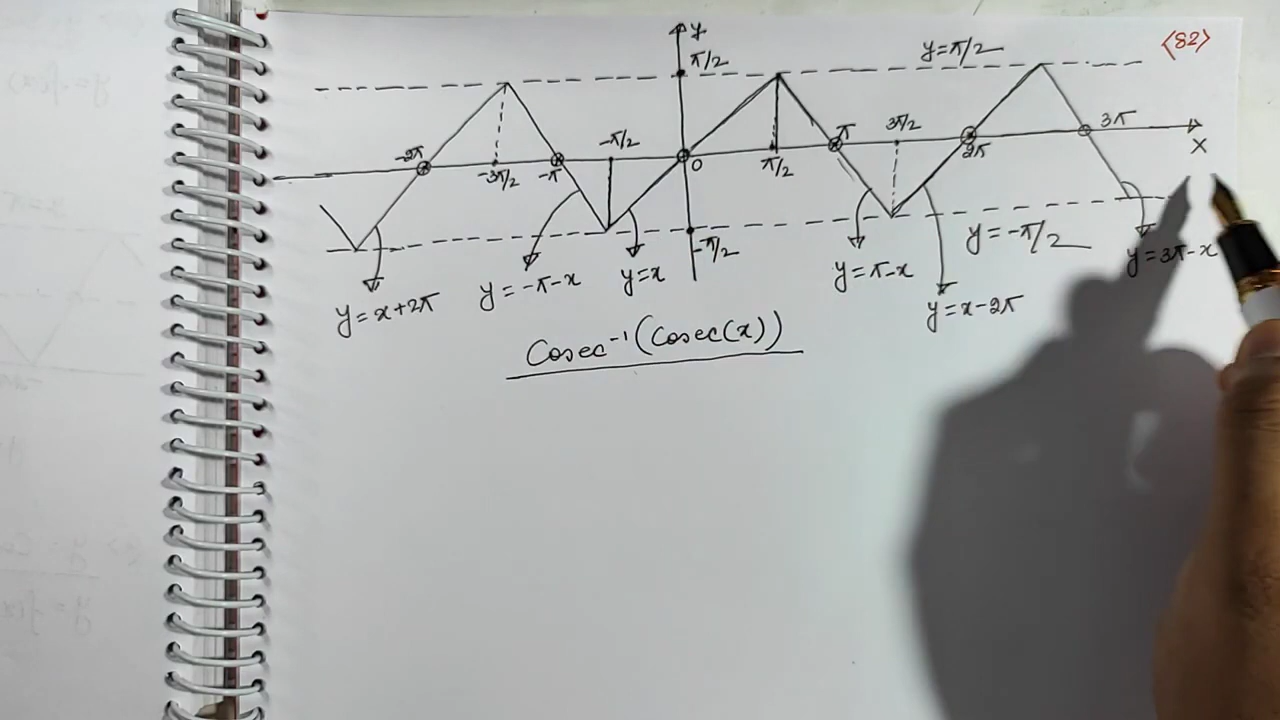 y
π/2
y=π/2
<82>
-2π
-3π/2
-π
-π/2
0
π/2
π
3π/2
2π
3π
X
-π/2
y=-π/2
y=x+2π
y=-π-x
y=x
y=π-x
y=x-2π
y=3π-x
Cosec⁻¹(Cosec(x))